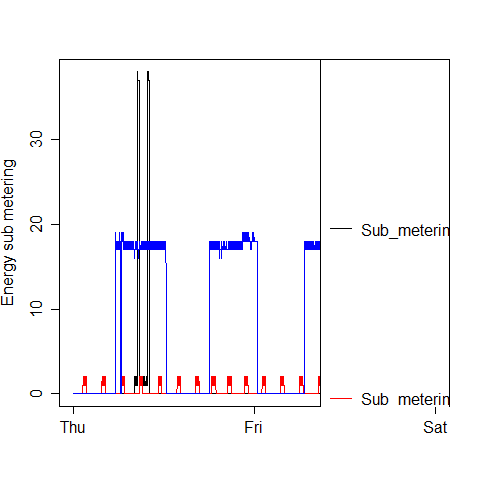 Energy sub metering
30
20
10
0
Sub_meterin
Sub_meterin
Thu
Fri
Sat